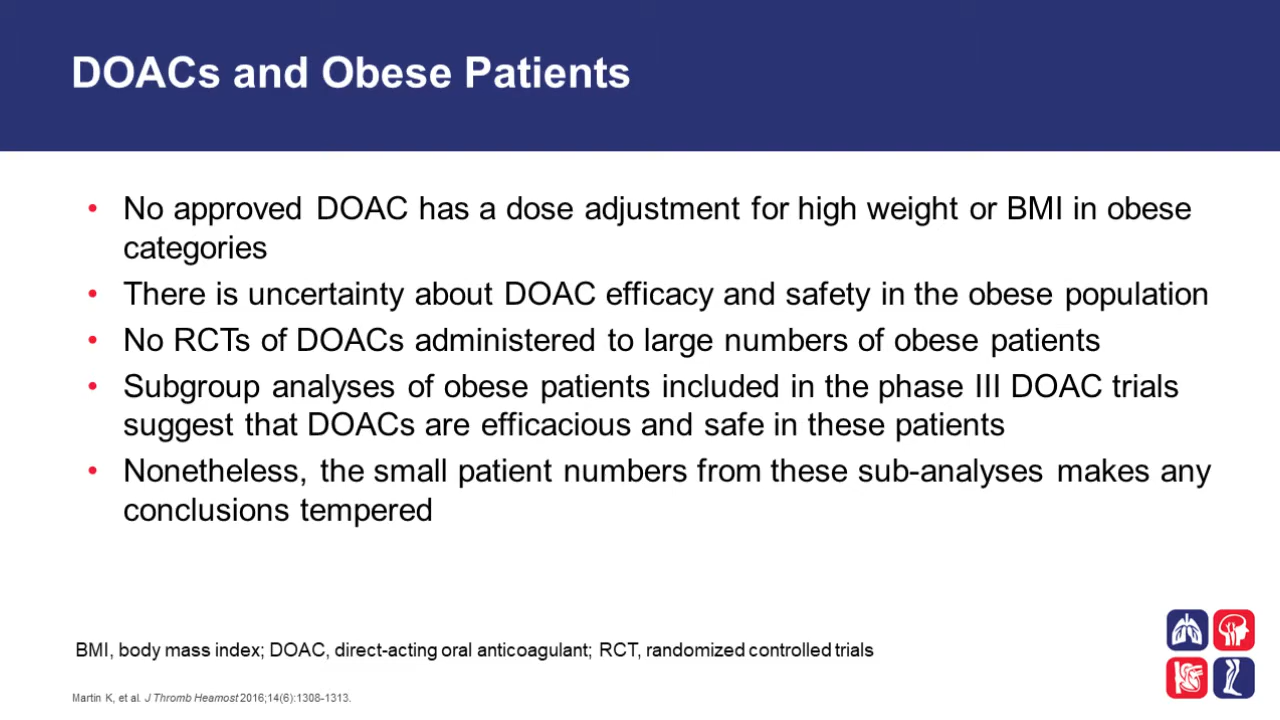 DOACs and Obese Patients
• No approved DOAC has a dose adjustment for high weight or BMI in obese
categories
• There is uncertainty about DOAC efficacy and safety in the obese population
• No RCTs of DOACs administered to large numbers of obese patients
• Subgroup analyses of obese patients included in the phase III DOAC trials
suggest that DOACs are efficacious and safe in these patients
• Nonetheless, the small patient numbers from these sub-analyses makes any
conclusions tempered
BMI, body mass index; DOAC, direct-acting oral anticoagulant; RCT, randomized controlled trials
Martin K, et al. J Thromb Heamost 2016;14(6):1308-1313.